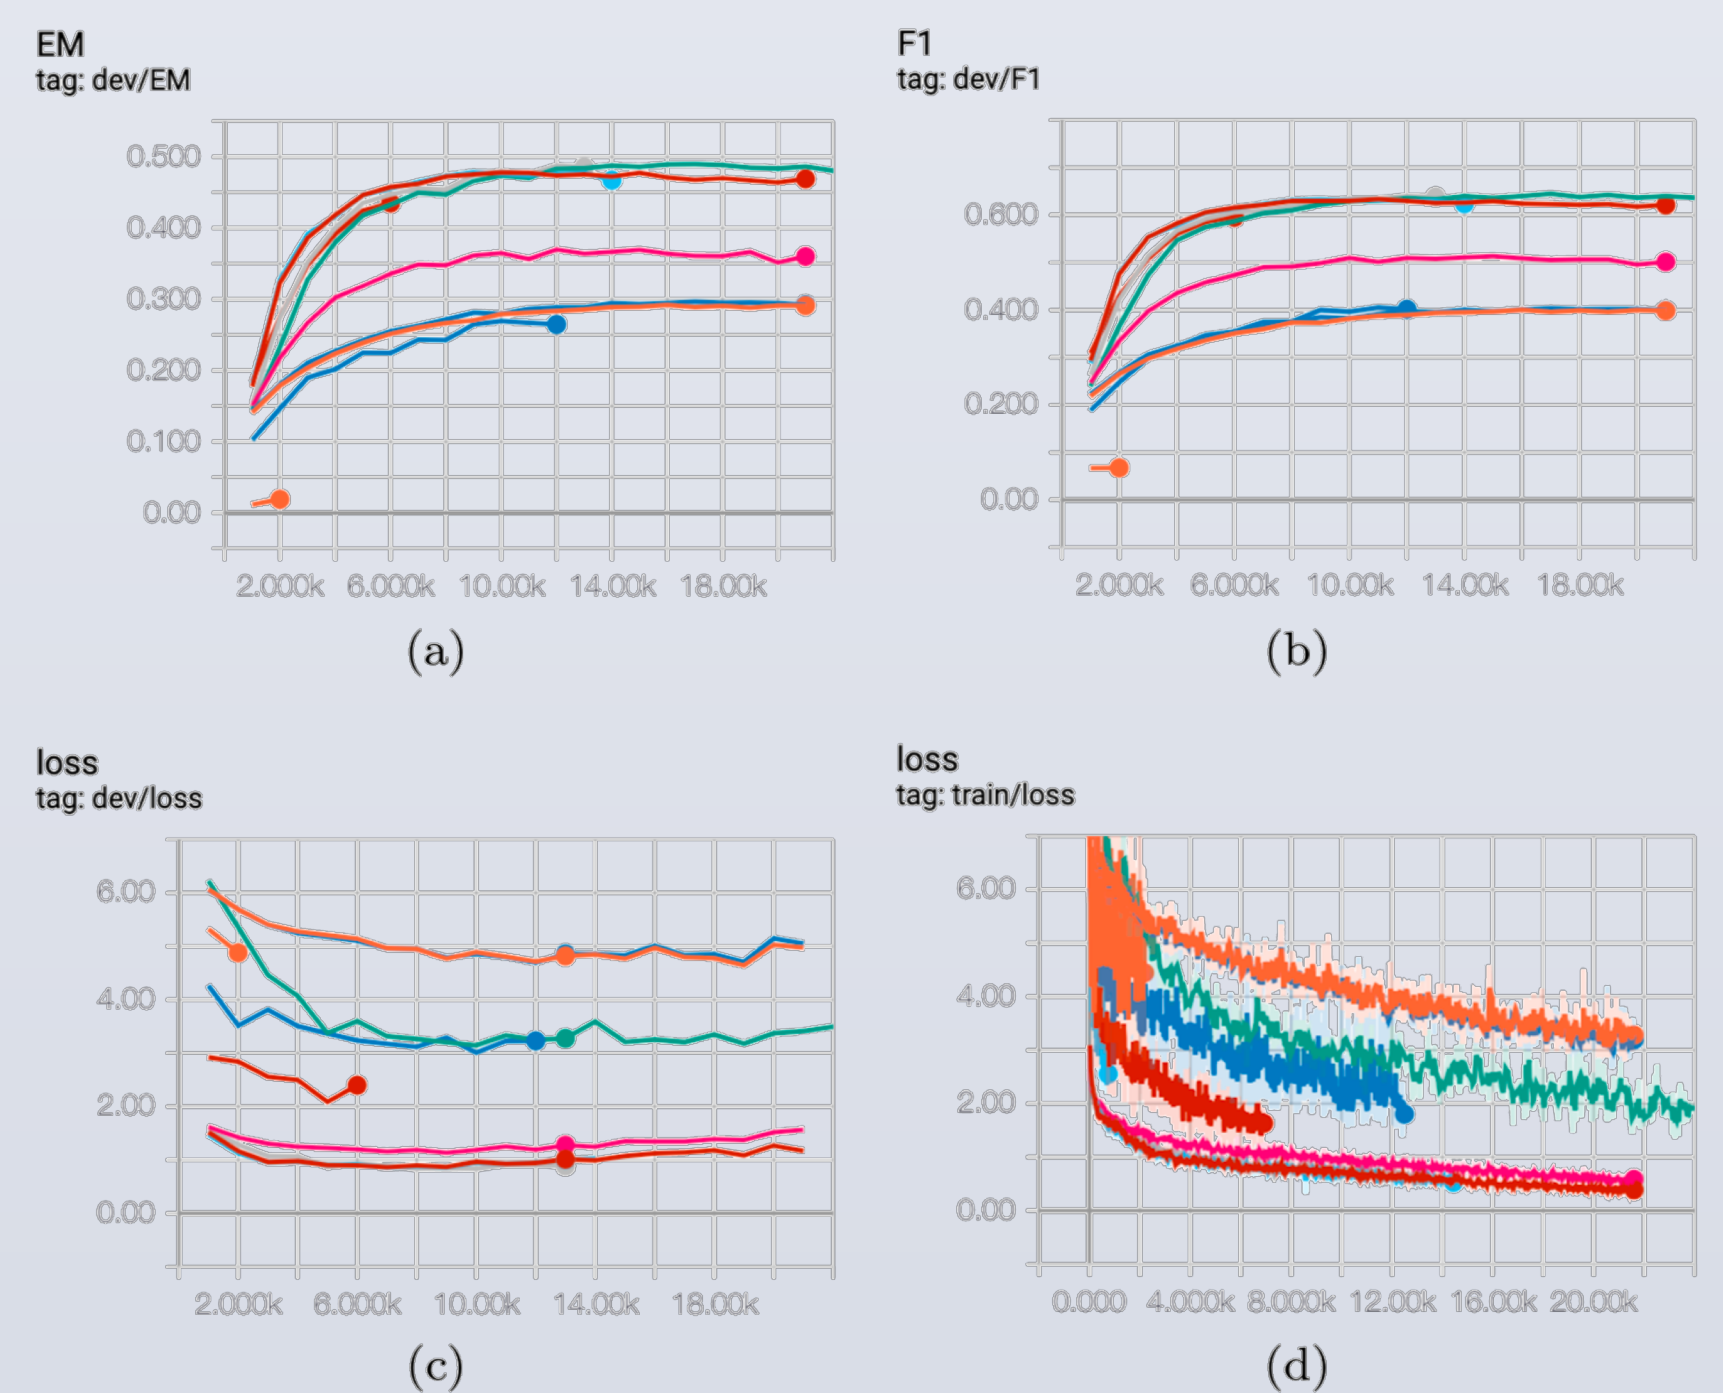 EM
tag: dev/EM
0.500
0.400
0.300
0.200
0.100
0.00
2.000k 6.000k 10.00k 14.00k 18.00k
(a)
F1
tag: dev/F1
0.600
0.400
0.200
0.00
2.000k 6.000k 10.00k 14.00k 18.00k
(b)
loss
tag: dev/loss
6.00
4.00
2.00
0.00
2.000k 6.000k 10.00k 14.00k 18.00k
(c)
loss
tag: train/loss
6.00
4.00
2.00
0.00
0.000 4.000k 8.000k 12.00k 16.00k 20.00k
(d)